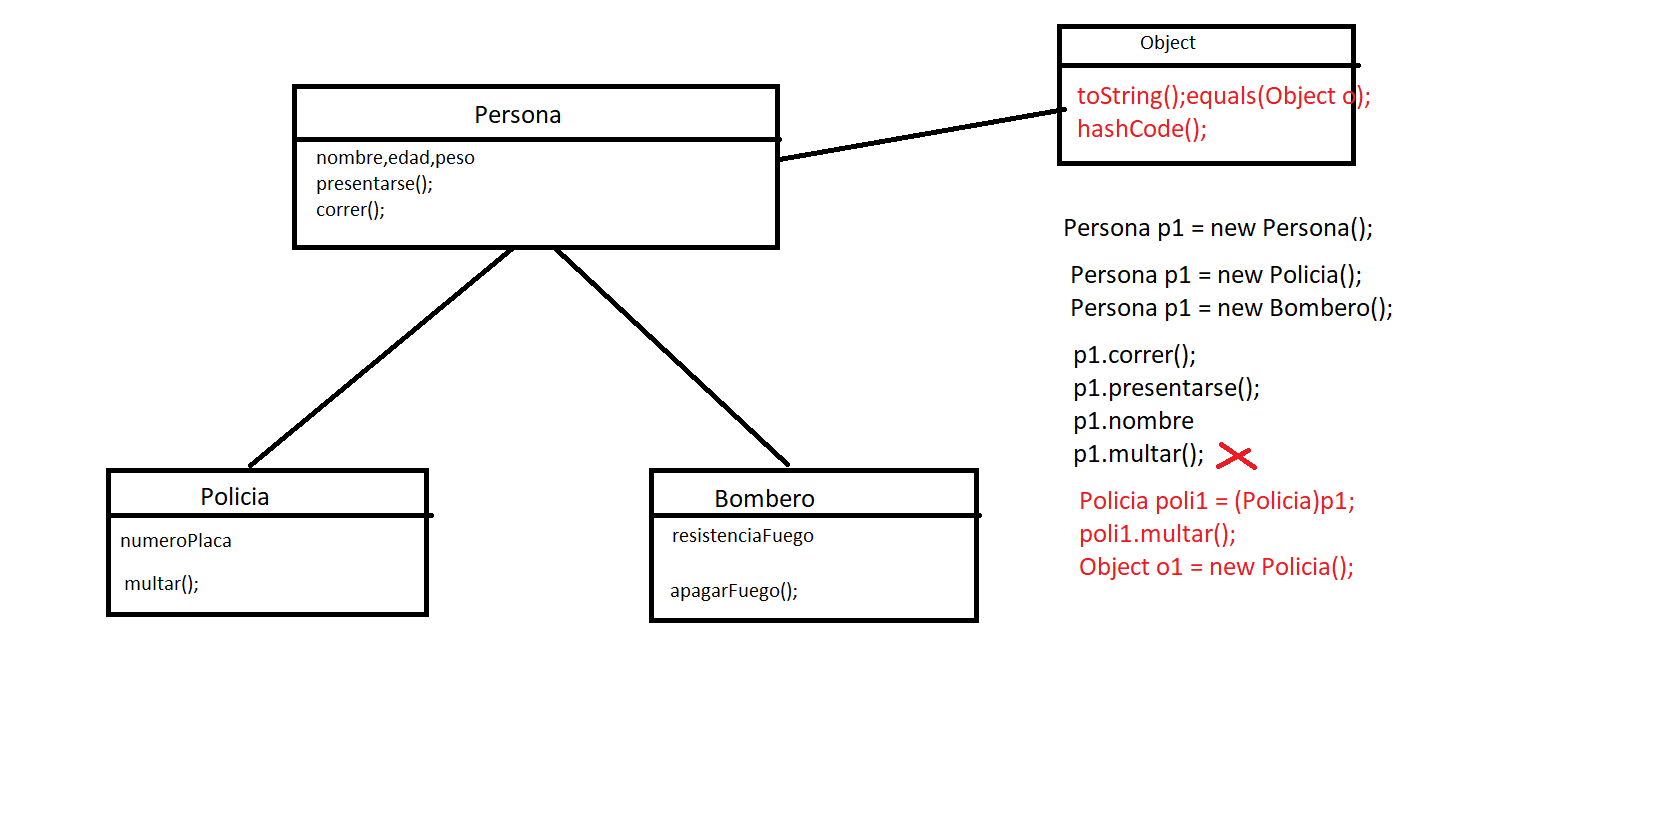 Object
toString();equals(Object o);
hashCode();
Persona
nombre,edad,peso
presentarse();
correr();
Persona p1 = new Persona();
Persona p1 = new Policia();
Persona p1 = new Bombero();
p1.correr();
p1.presentarse();
p1.nombre
p1.multar();
Policia poli1 = (Policia)p1;
poli1.multar();
Object o1 = new Policia();
Policia
numeroPlaca
multar();
Bombero
resistenciaFuego
apagarFuego();